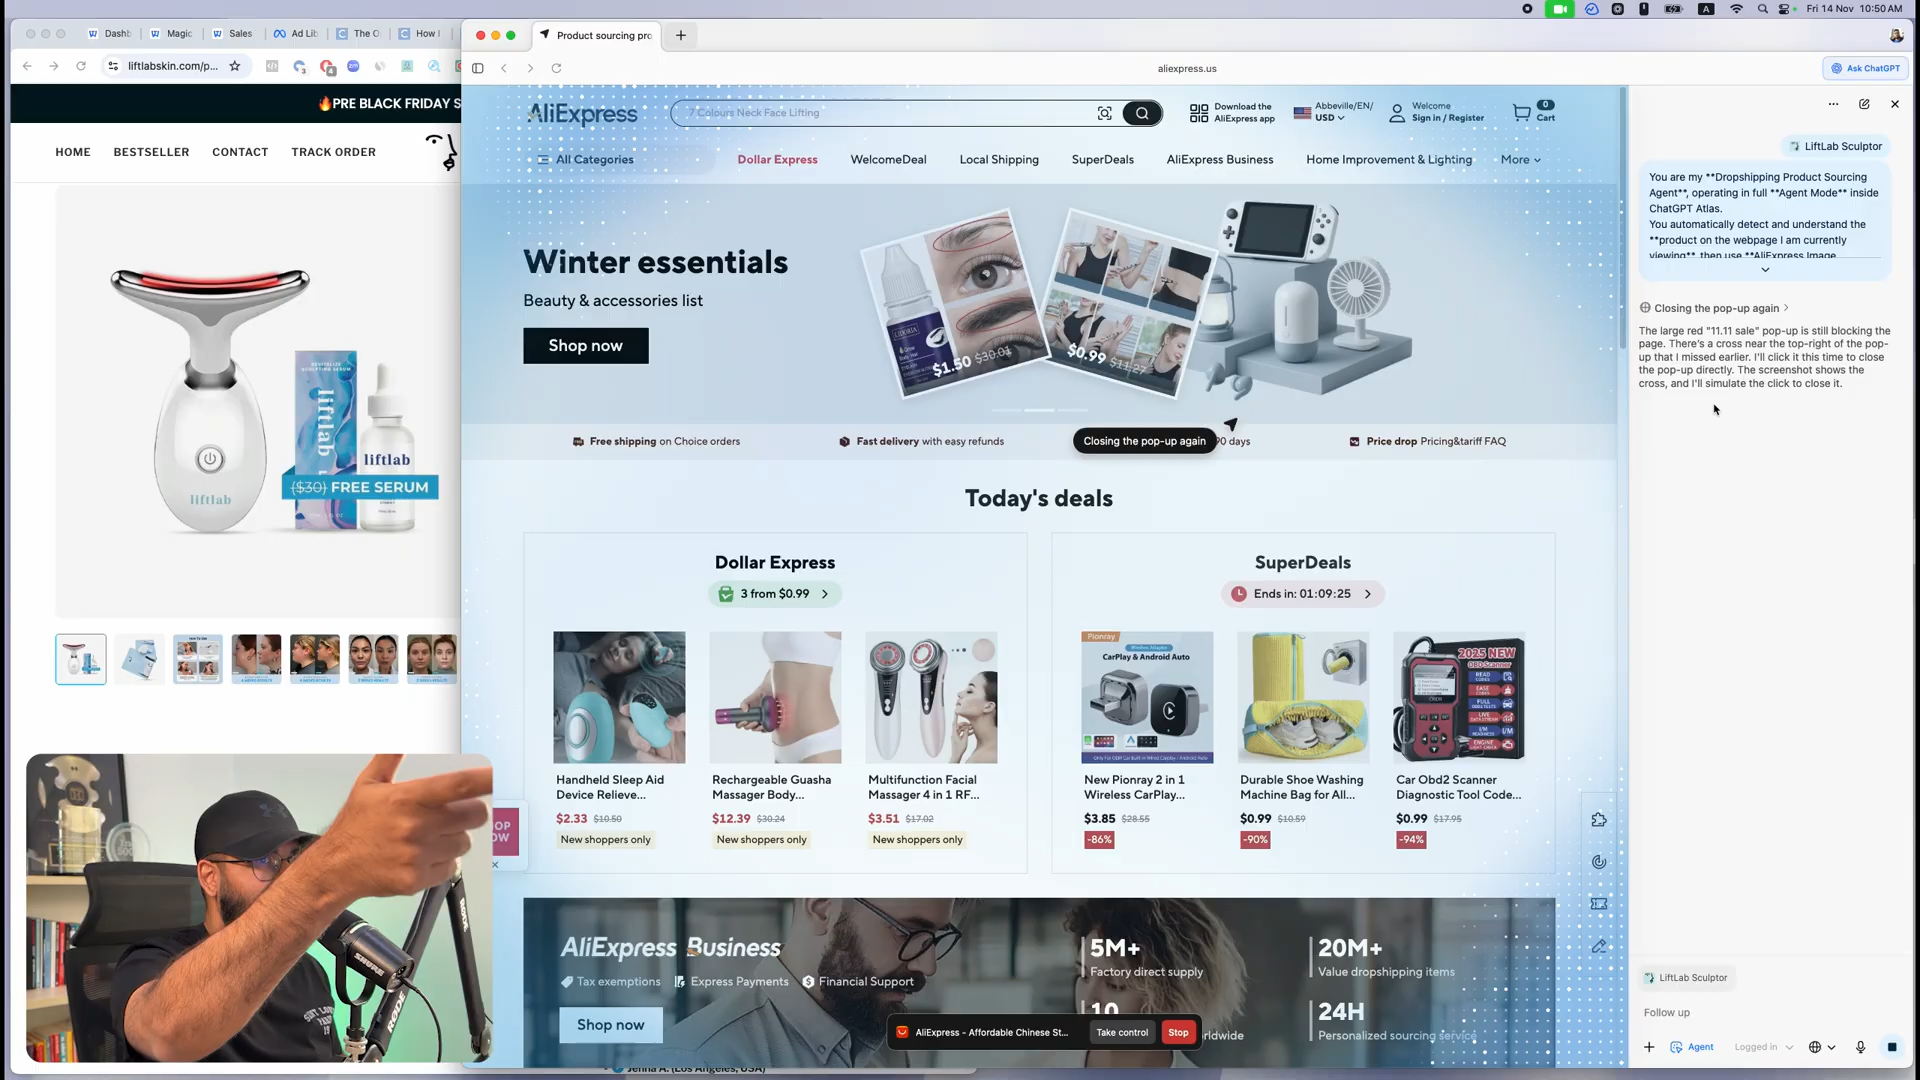 Fri 14 Nov 10:50 AM
Dashb
Magic
Sales
Ad Lib
The O
How I
Product sourcing pro
liftlabskin.com/p...
aliexpress.us
Ask ChatGPT
🔥PRE BLACK FRIDAY S
HOME
BESTSELLER
CONTACT
TRACK ORDER
liftlab
liftlab
liftlab
($30) FREE SERUM
AliExpress
7 Colours Neck Face Lifting
Download the
AliExpress app
Abbeville/EN/
USD
Welcome
Sign in / Register
0
Cart
All Categories
Dollar Express
WelcomeDeal
Local Shipping
SuperDeals
AliExpress Business
Home Improvement & Lighting
More
Winter essentials
Beauty & accessories list
Shop now
$1.50 $30.01
$0.99 $11.27
Free shipping on Choice orders
Fast delivery with easy refunds
Closing the pop-up again
90 days
Price drop Pricing&tariff FAQ
Today's deals
Dollar Express
3 from $0.99
SuperDeals
Ends in: 01:09:25
Pionray
Wireless Adapter
CarPlay & Android Auto
2025 NEW
OBD Scanner
Handheld Sleep Aid
Device Relieve...
$2.33 $10.50
New shoppers only
Rechargeable Guasha
Massager Body...
$12.39 $30.24
New shoppers only
Multifunction Facial
Massager 4 in 1 RF...
$3.51 $17.02
New shoppers only
New Pionray 2 in 1
Wireless CarPlay...
$3.85 $28.55
-86%
Durable Shoe Washing
Machine Bag for All...
$0.99 $10.59
-90%
Car Obd2 Scanner
Diagnostic Tool Code...
$0.99 $17.95
-94%
AliExpress Business
Tax exemptions
Express Payments
Financial Support
Shop now
5M+
Factory direct supply
20M+
Value dropshipping items
10
rldwide
24H
Personalized sourcing service
AliExpress - Affordable Chinese St...
Take control
Stop
LiftLab Sculptor
You are my **Dropshipping Product Sourcing
Agent**, operating in full **Agent Mode** inside
ChatGPT Atlas.
You automatically detect and understand the
**product on the webpage I am currently
viewing**, then use **AliExpress Image
Closing the pop-up again
The large red "11.11 sale" pop-up is still blocking the
page. There's a cross near the top-right of the pop-
up that I missed earlier. I'll click it this time to close
the pop-up directly. The screenshot shows the
cross, and I'll simulate the click to close it.
LiftLab Sculptor
Follow up
Agent
Logged in
SHURE
RODE
RODE
Jenna A. (Los Angeles, USA)